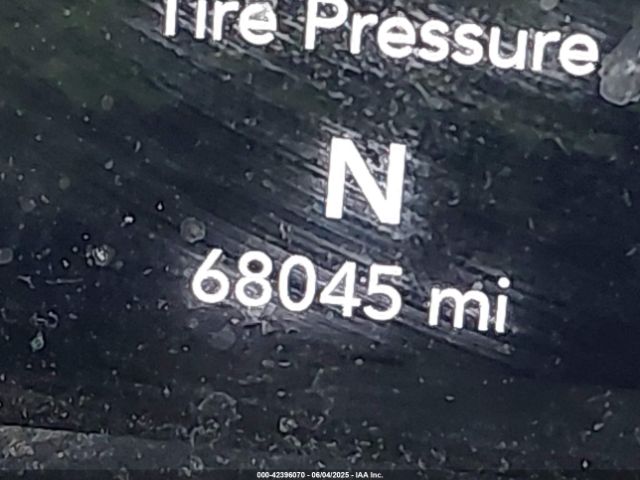 Tire Pressure
N
68045 mi
000-42396070 - 06/04/2025 - IAA Inc.